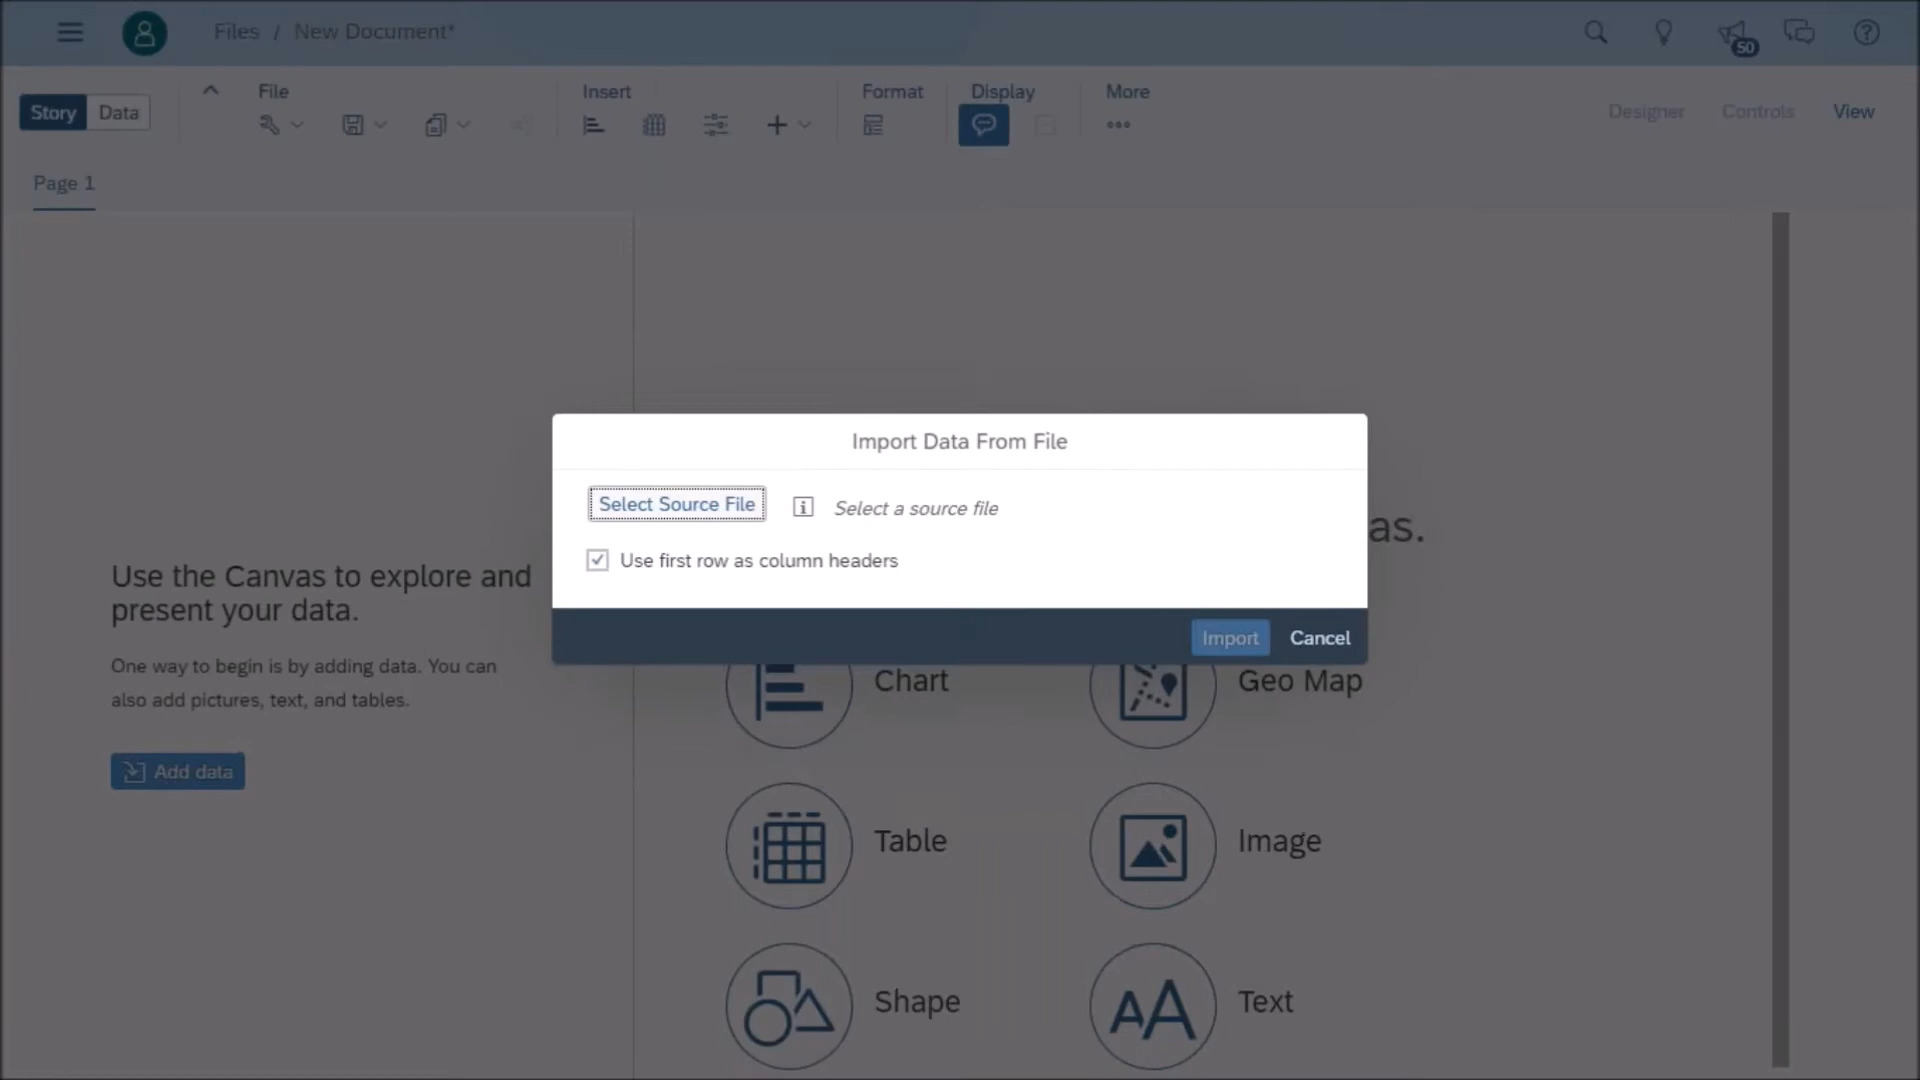 Files / New Document*
50
Story Data
File
Insert
Format
Display
More
Designer Controls View
Page 1
Import Data From File
Select Source File
Select a source file
Use first row as column headers
Import Cancel
as.
Use the Canvas to explore and
present your data.
One way to begin is by adding data. You can
also add pictures, text, and tables.
Add data
Chart
Geo Map
Table
Image
Shape
Text